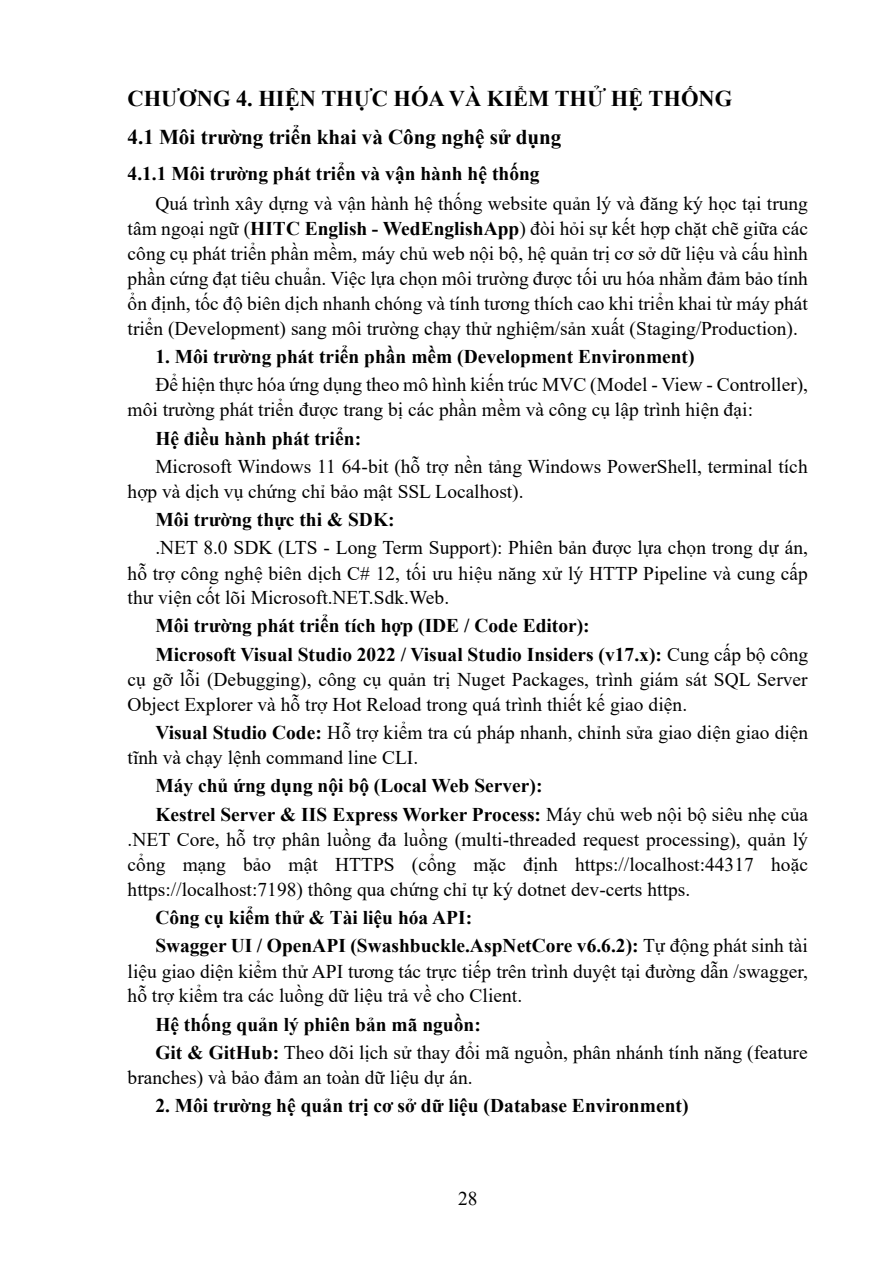 CHƯƠNG 4. HIỆN THỰC HÓA VÀ KIỂM THỬ HỆ THỐNG
4.1 Môi trường triển khai và Công nghệ sử dụng
4.1.1 Môi trường phát triển và vận hành hệ thống
Quá trình xây dựng và vận hành hệ thống website quản lý và đăng ký học tại trung
tâm ngoại ngữ (HITC English - WedEnglishApp) đòi hỏi sự kết hợp chặt chẽ giữa các
công cụ phát triển phần mềm, máy chủ web nội bộ, hệ quản trị cơ sở dữ liệu và cấu hình
phần cứng đạt tiêu chuẩn. Việc lựa chọn môi trường được tối ưu hóa nhằm đảm bảo tính
ổn định, tốc độ biên dịch nhanh chóng và tính tương thích cao khi triển khai từ máy phát
triển (Development) sang môi trường chạy thử nghiệm/sản xuất (Staging/Production).
1. Môi trường phát triển phần mềm (Development Environment)
Để hiện thực hóa ứng dụng theo mô hình kiến trúc MVC (Model - View - Controller),
môi trường phát triển được trang bị các phần mềm và công cụ lập trình hiện đại:
Hệ điều hành phát triển:
Microsoft Windows 11 64-bit (hỗ trợ nền tảng Windows PowerShell, terminal tích
hợp và dịch vụ chứng chỉ bảo mật SSL Localhost).
Môi trường thực thi & SDK:
.NET 8.0 SDK (LTS - Long Term Support): Phiên bản được lựa chọn trong dự án,
hỗ trợ công nghệ biên dịch C# 12, tối ưu hiệu năng xử lý HTTP Pipeline và cung cấp
thư viện cốt lõi Microsoft.NET.Sdk.Web.
Môi trường phát triển tích hợp (IDE / Code Editor):
Microsoft Visual Studio 2022 / Visual Studio Insiders (v17.x): Cung cấp bộ công
cụ gỡ lỗi (Debugging), công cụ quản trị Nuget Packages, trình giám sát SQL Server
Object Explorer và hỗ trợ Hot Reload trong quá trình thiết kế giao diện.
Visual Studio Code: Hỗ trợ kiểm tra cú pháp nhanh, chỉnh sửa giao diện giao diện
tĩnh và chạy lệnh command line CLI.
Máy chủ ứng dụng nội bộ (Local Web Server):
Kestrel Server & IIS Express Worker Process: Máy chủ web nội bộ siêu nhẹ của
.NET Core, hỗ trợ phân luồng đa luồng (multi-threaded request processing), quản lý
cổng mạng bảo mật HTTPS (cổng mặc định https://localhost:44317 hoặc
https://localhost:7198) thông qua chứng chỉ tự ký dotnet dev-certs https.
Công cụ kiểm thử & Tài liệu hóa API:
Swagger UI / OpenAPI (Swashbuckle.AspNetCore v6.6.2): Tự động phát sinh tài
liệu giao diện kiểm thử API tương tác trực tiếp trên trình duyệt tại đường dẫn /swagger,
hỗ trợ kiểm tra các luồng dữ liệu trả về cho Client.
Hệ thống quản lý phiên bản mã nguồn:
Git & GitHub: Theo dõi lịch sử thay đổi mã nguồn, phân nhánh tính năng (feature
branches) và bảo đảm an toàn dữ liệu dự án.
2. Môi trường hệ quản trị cơ sở dữ liệu (Database Environment)
28